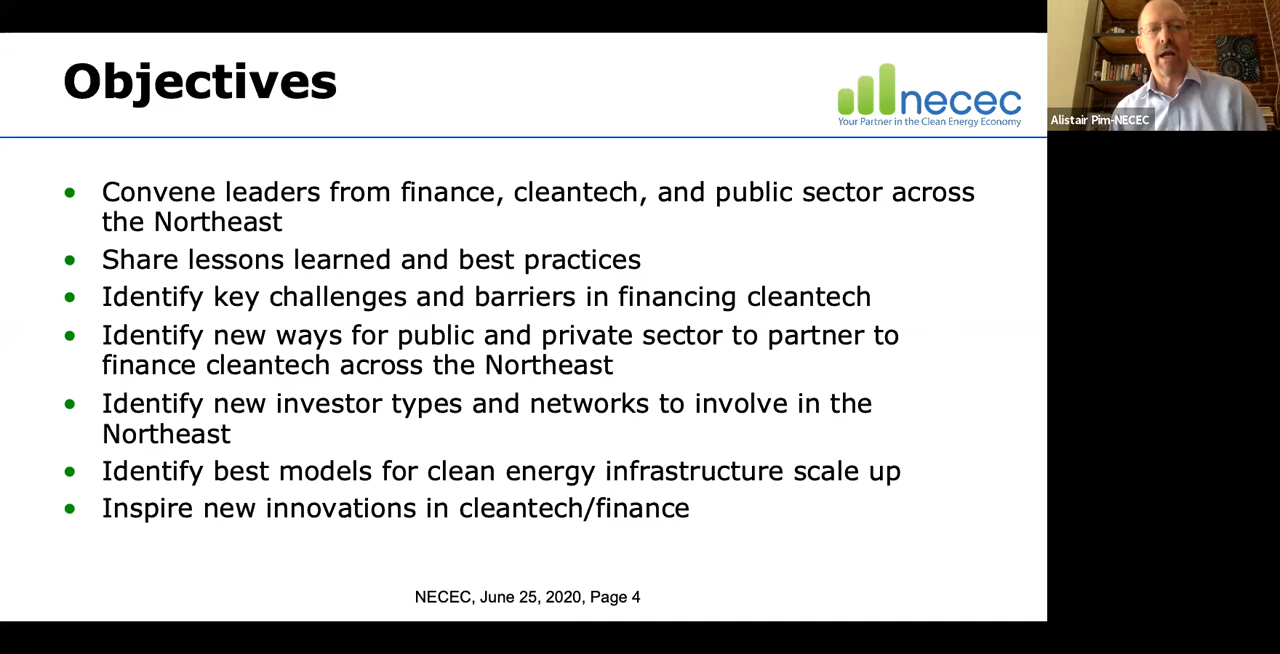 Objectives
necec
Your Partner in the Clean Energy Economy
Alistair Pim-NECEC
• Convene leaders from finance, cleantech, and public sector across
the Northeast
• Share lessons learned and best practices
• Identify key challenges and barriers in financing cleantech
• Identify new ways for public and private sector to partner to
finance cleantech across the Northeast
• Identify new investor types and networks to involve in the
Northeast
• Identify best models for clean energy infrastructure scale up
• Inspire new innovations in cleantech/finance
NECEC, June 25, 2020, Page 4